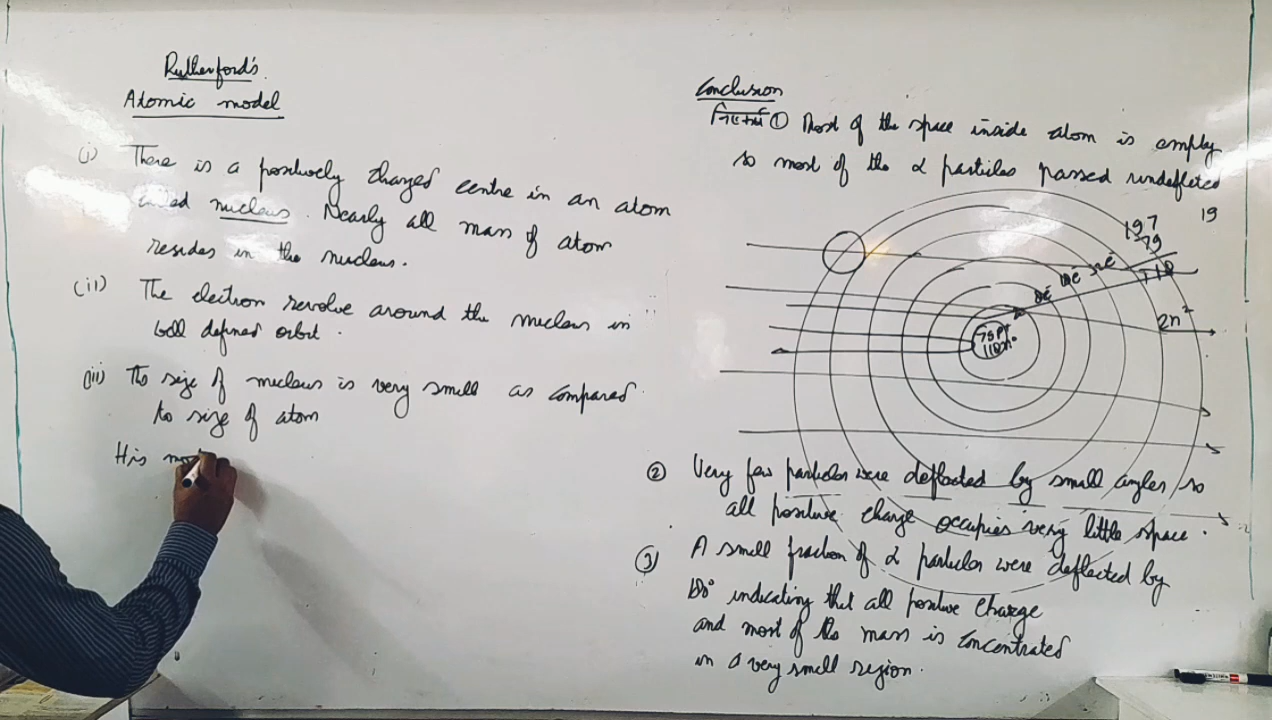 Rutherford's
Atomic model
(i) There is a positively charged centre in an atom
called nucleus. Nearly all mass of atom
resides in the nucleus.
(ii) The electron revolve around the nucleus in
well defined orbit.
(iii) The size of nucleus is very small as compared
to size of atom
His
Conclusion
① Most of the space inside atom is empty
so most of the α particles passed undeflected
19
197
79
118
2n²
8e 18e
79P+
118n°
② Very few particles were deflected by small angles so
all positive charge occupies very little space.
③ A small fraction of α particles were deflected by
180° indicating that all positive charge
and most of the mass is concentrated
in a very small region.